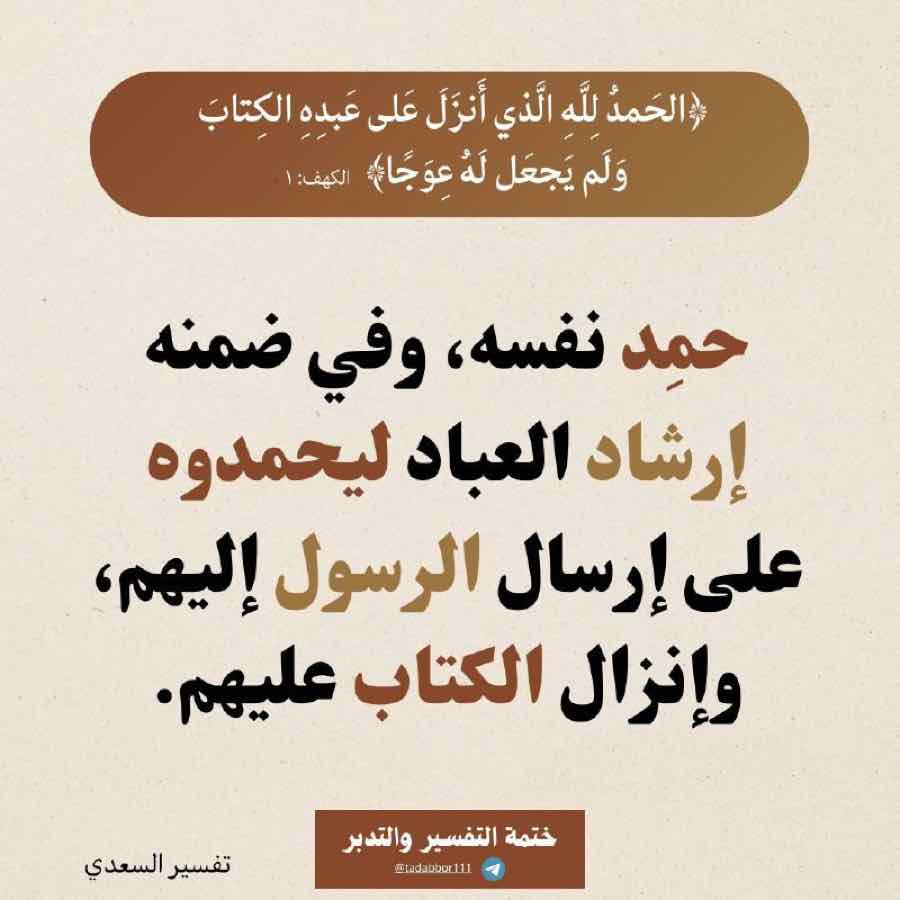 ﴿الحَمدُ لِلَّهِ الَّذي أَنزَلَ عَلى عَبدِهِ الكِتابَ
وَلَم يَجعَل لَهُ عِوَجًا﴾ الكهف: ١
حمِد نفسه، وفي ضمنه
إرشاد العباد ليحمدوه
على إرسال الرسول إليهم،
وإنزال الكتاب عليهم.
ختمة التفسير والتدبر
@tadabbor111
تفسير السعدي